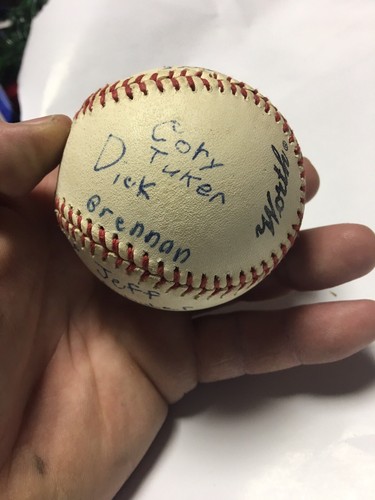 Cory
Tuken
Dick
Brennan
Jeff
Worth